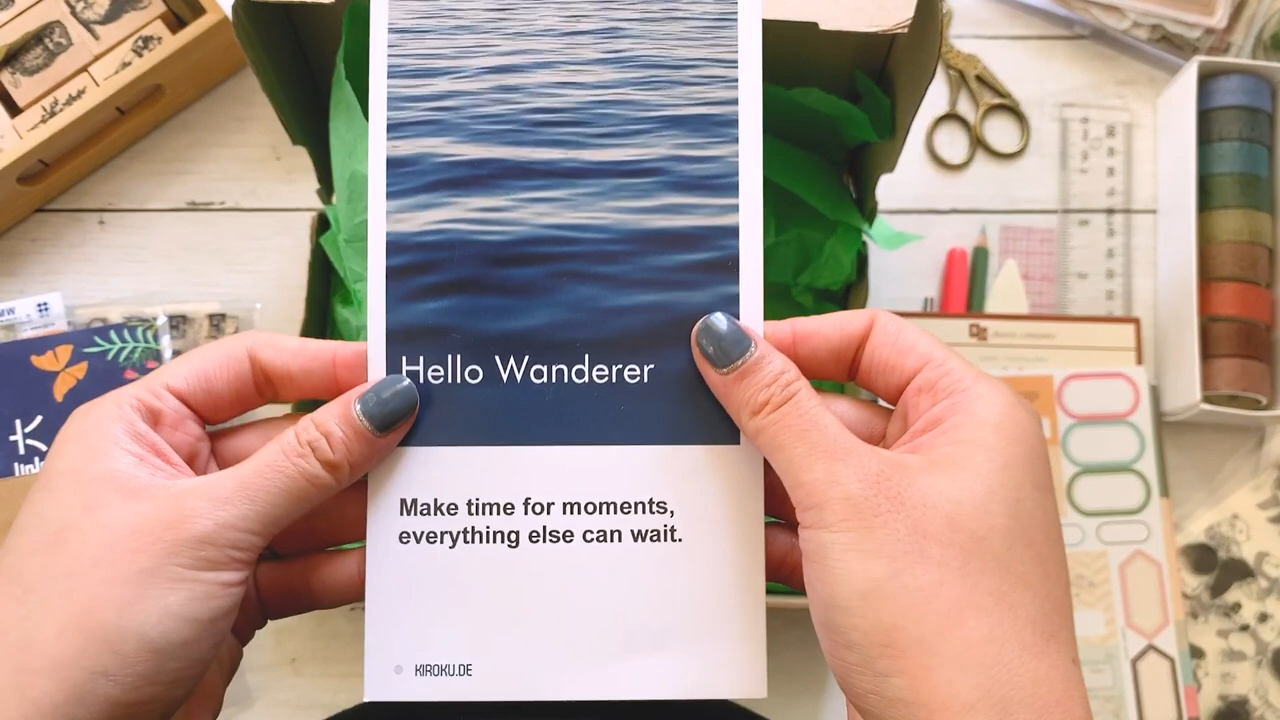 Hello Wanderer
Make time for moments,
everything else can wait.
KIROKU.DE